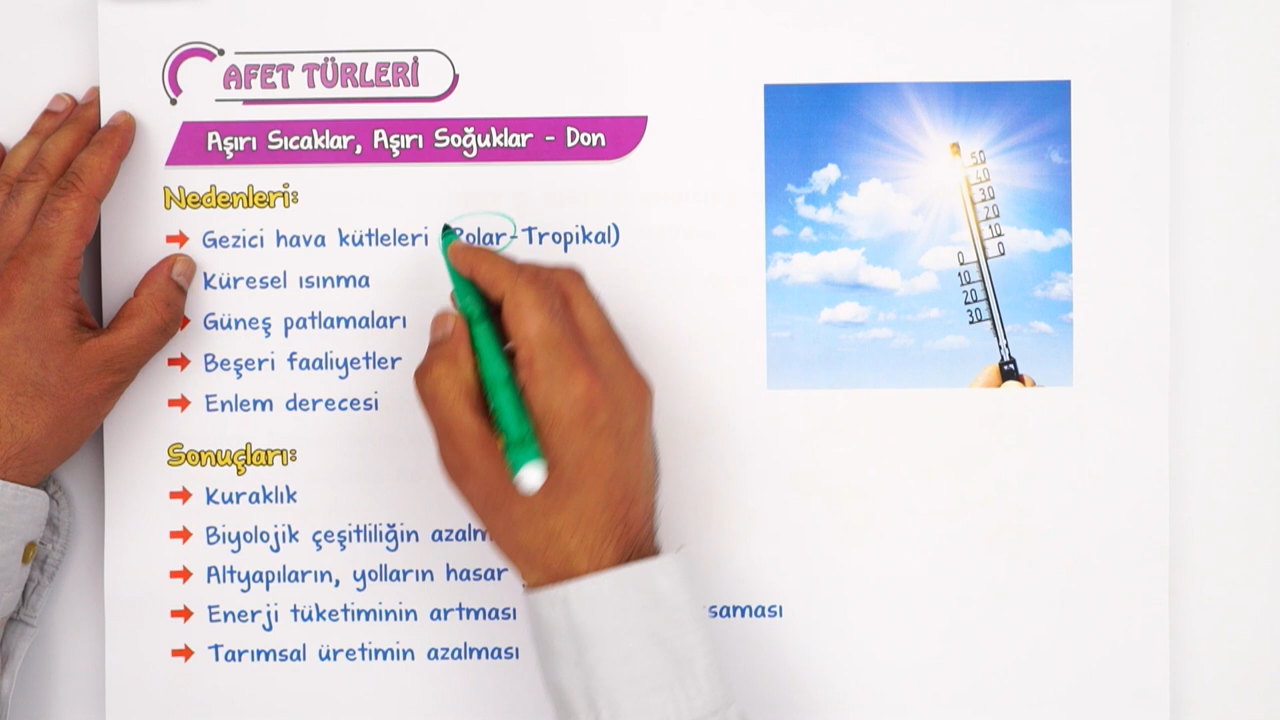 AFET TÜRLERİ
Aşırı Sıcaklar, Aşırı Soğuklar - Don
Nedenleri:
Gezici hava kütleleri (Polar-Tropikal)
Küresel ısınma
Güneş patlamaları
Beşeri faaliyetler
Enlem derecesi
Sonuçları:
Kuraklık
Biyolojik çeşitliliğin
Altyapıların, yolların hasar
Enerji tüketiminin artması
Tarımsal üretimin azalması
50
40
30
20
10
0
0
10
20
30